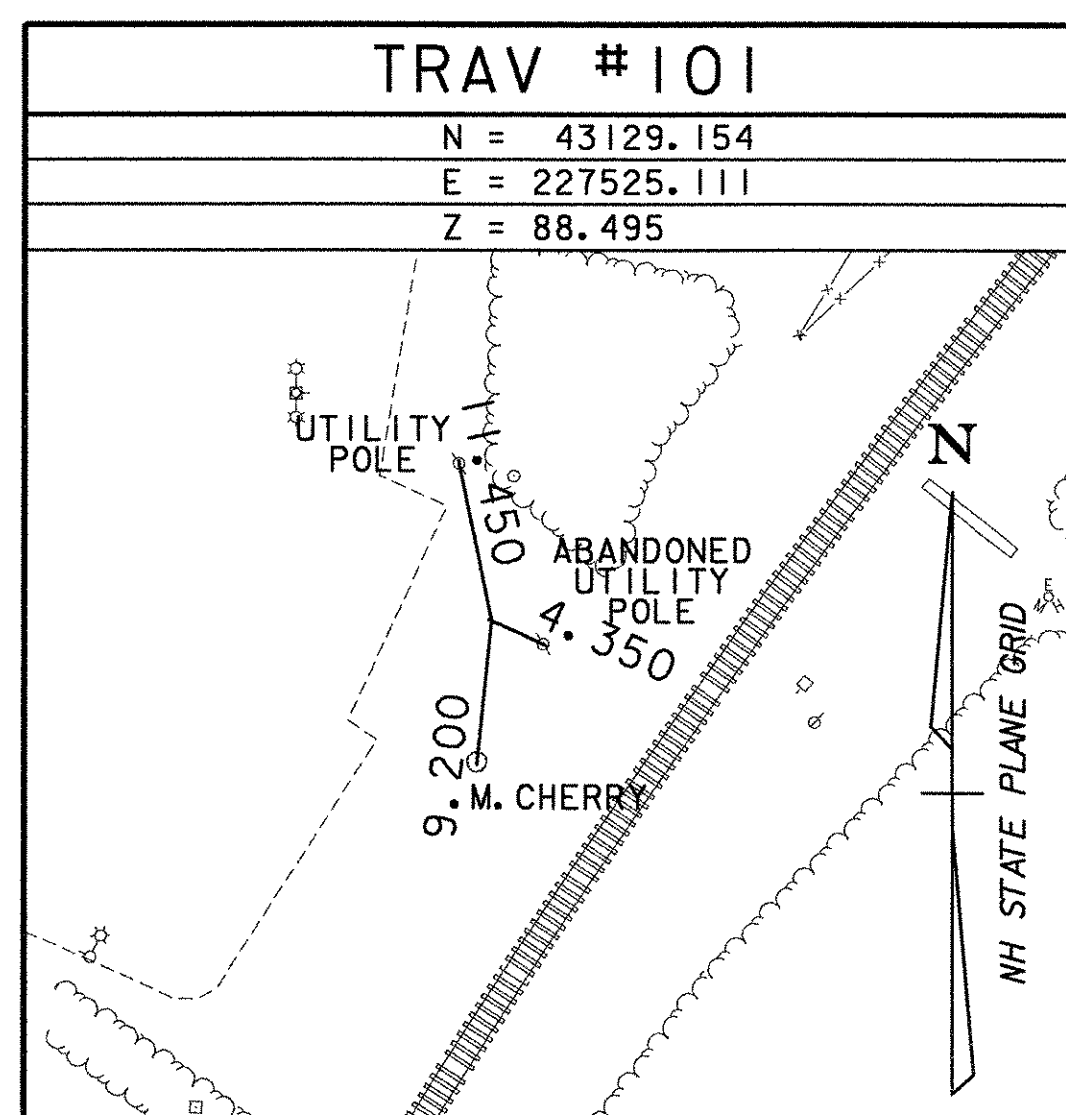 TRAV #101
N = 43129.154
E = 227525.111
Z = 88.495
UTILITY
POLE
11.450
N
ABANDONED
UTILITY
POLE
4.350
9.200
M. CHERRY
E
M H
NH STATE PLANE GRID